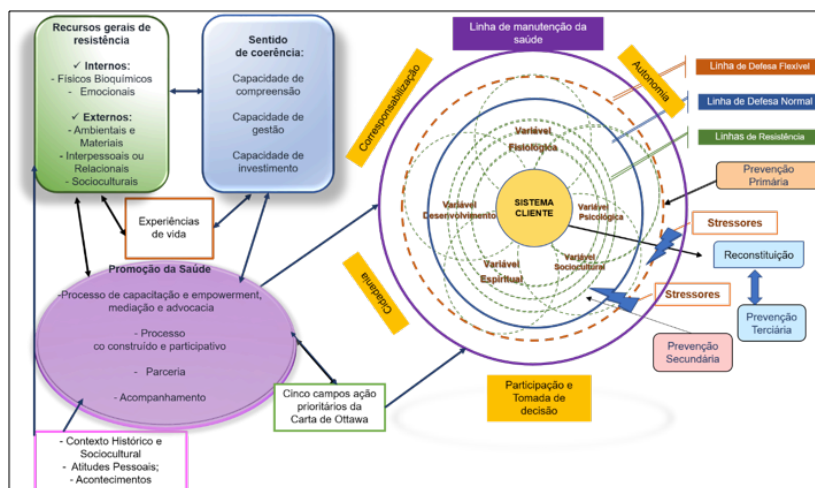 Recursos gerais de
resistência
✓ Internos:
- Físicos Bioquímicos
- Emocionais
✓ Externos:
- Ambientais e
Materiais
- Interpessoais ou
Relacionais
- Socioculturais
Sentido
de coerência:
Capacidade de
compreensão
Capacidade de
gestão
Capacidade de
investimento
Experiências
de vida
Promoção da Saúde
-Processo de capacitação e empowerment,
mediação e advocacia
- Processo
co construído e participativo
- Parceria
- Acompanhamento
- Contexto Histórico e
Sociocultural
- Atitudes Pessoais;
- Acontecimentos
Cinco campos ação
prioritários da
Carta de Ottawa
Linha de manutenção da
saúde
Corresponsabilização
Autonomia
Cidadania
Participação e
Tomada de
decisão
Variável
Fisiológica
Variável
Desenvolvimento
SISTEMA
CLIENTE
Variável
Psicológica
Variável
Sociocultural
Variável
Espiritual
Linha de Defesa Flexível
Linha de Defesa Normal
Linhas de Resistência
Prevenção
Primária
Stressores
Reconstituição
Stressores
Prevenção
Terciária
Prevenção
Secundária